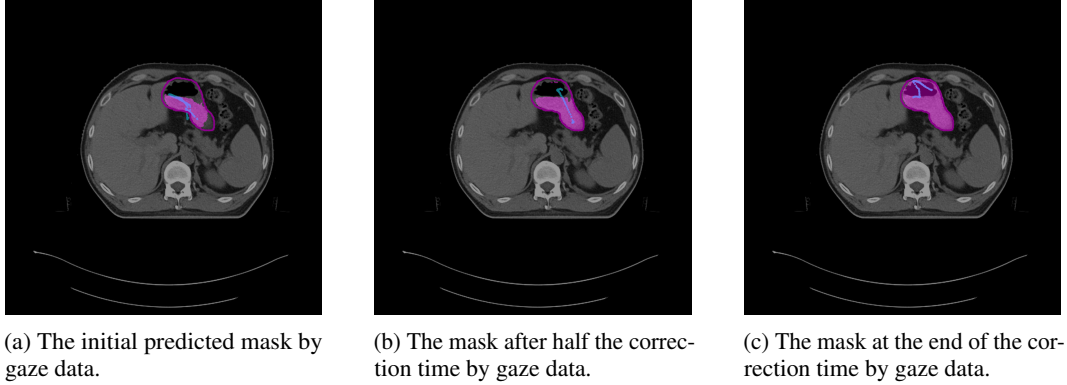 (a) The initial predicted mask by
gaze data.
(b) The mask after half the correc-
tion time by gaze data.
(c) The mask at the end of the cor-
rection time by gaze data.